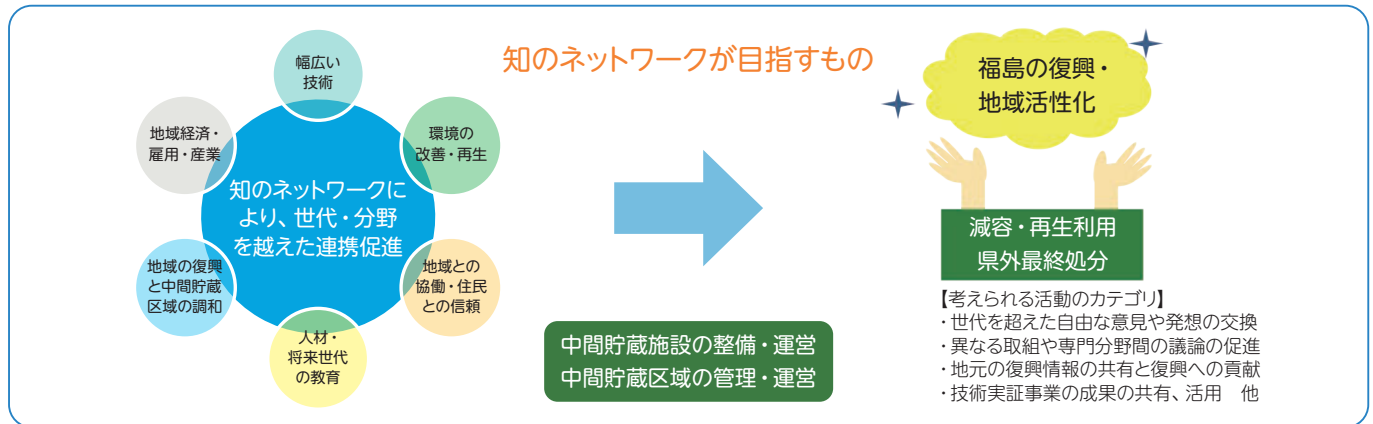 知のネットワークが目指すもの
幅広い
技術
環境の
改善・再生
地域との
協働・住民
との信頼
人材・
将来世代
の教育
地域の復興
と中間貯蔵
区域の調和
地域経済・
雇用・産業
知のネットワークに
より、世代・分野
を越えた連携促進
中間貯蔵施設の整備・運営
中間貯蔵区域の管理・運営
福島の復興・
地域活性化
減容・再生利用
県外最終処分
【考えられる活動のカテゴリ】
・世代を超えた自由な意見や発想の交換
・異なる取組や専門分野間の議論の促進
・地元の復興情報の共有と復興への貢献
・技術実証事業の成果の共有、活用　他